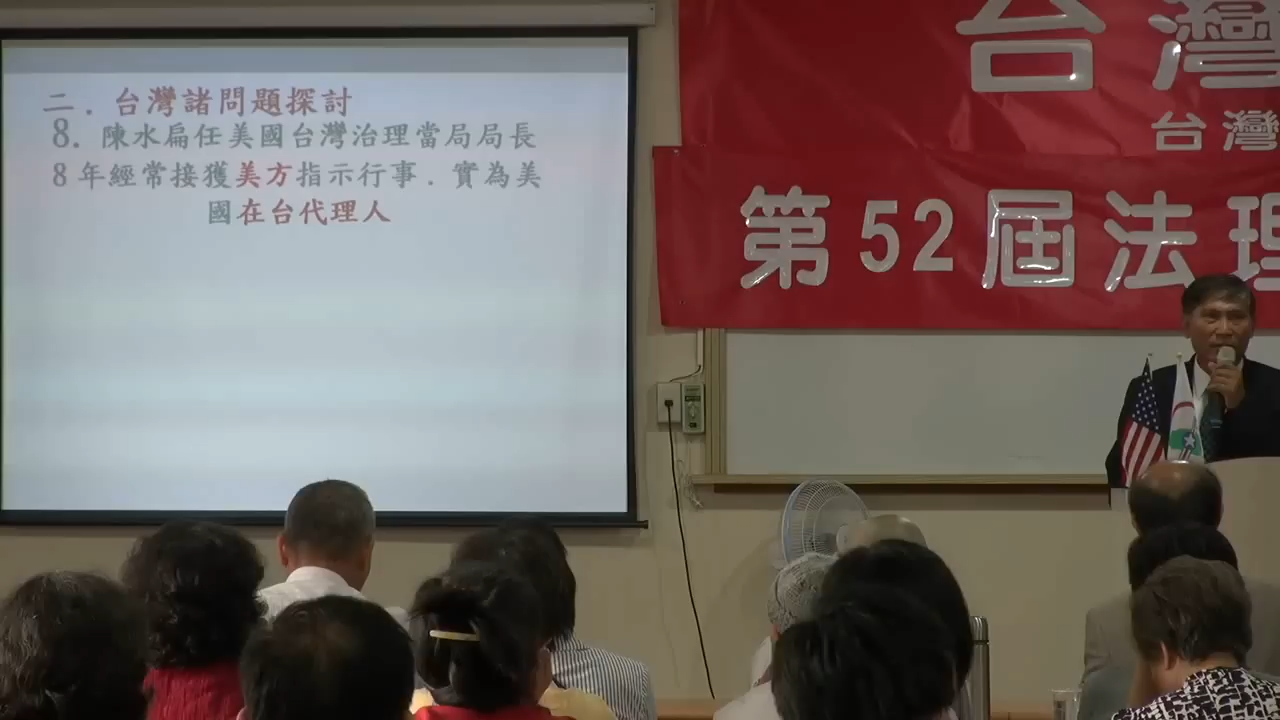 二．台灣諸問題探討
8. 陳水扁任美國台灣治理當局局長
8年經常接獲美方指示行事．實為美
國在台代理人
台灣
台灣
第52屆法理